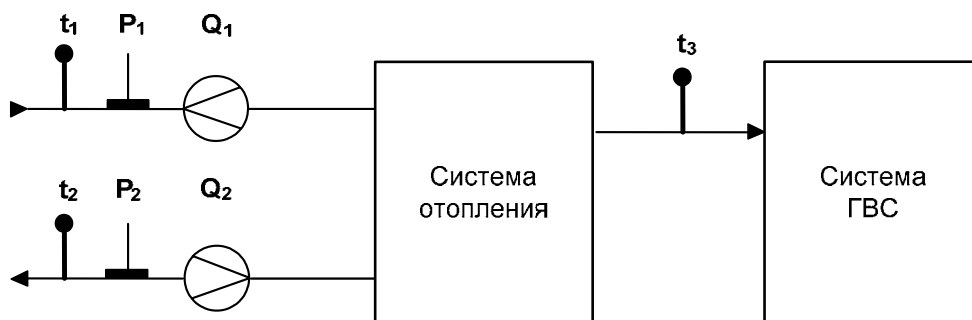 t₁ P₁ Q₁
t₃
t₂ P₂ Q₂
Система
отопления
Система
ГВС